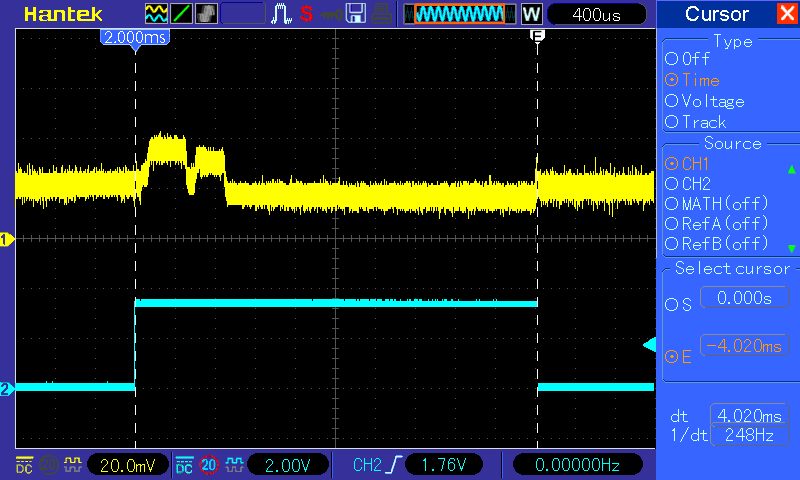 Hantek S W 400us Cursor
2.000ms
E
Type
Off
Time
Voltage
Track
Source
CH1
CH2
MATH(off)
RefA(off)
RefB(off)
Select cursor
S 0.000s
E -4.020ms
dt 4.020ms
1/dt 248Hz
1
2
DC 20 20.0mV DC 20 2.00V CH2 1.76V 0.00000Hz